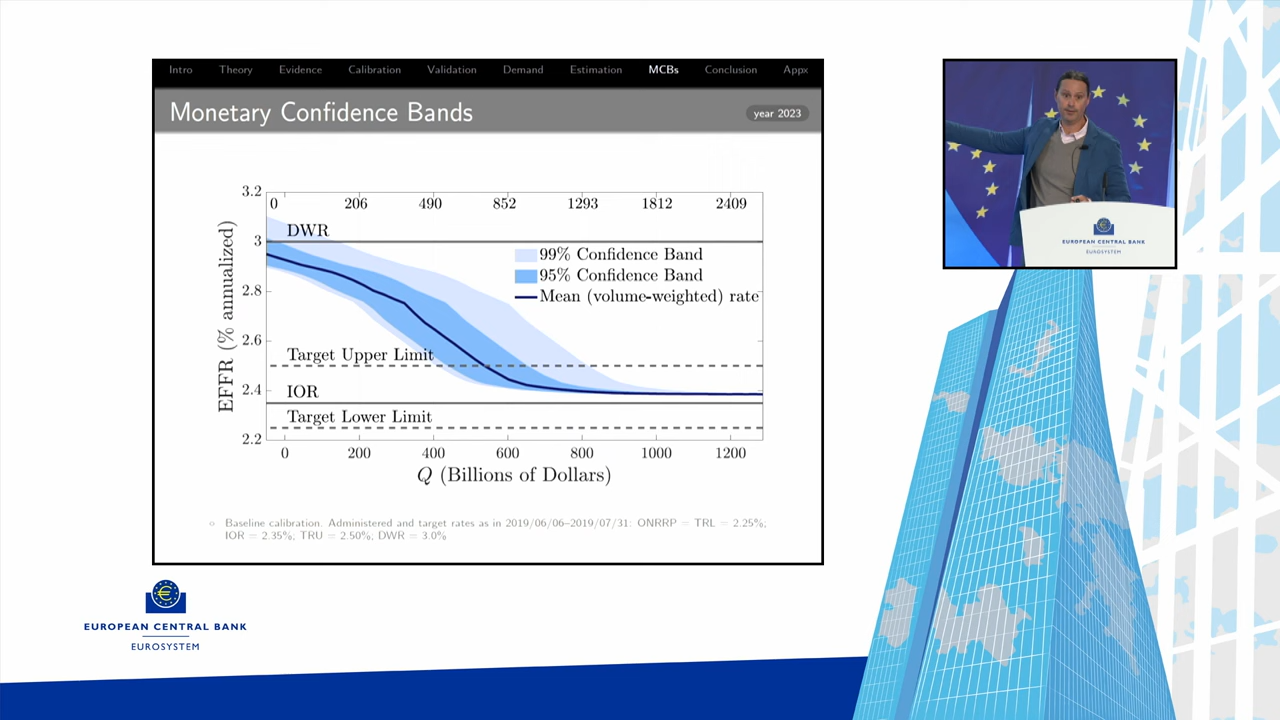 Intro Theory Evidence Calibration Validation Demand Estimation MCBs Conclusion Appx
Monetary Confidence Bands
year 2023
3.2
0 206 490 852 1293 1812 2409
DWR
3
99% Confidence Band
95% Confidence Band
Mean (volume-weighted) rate
2.8
2.6
Target Upper Limit
2.4
IOR
Target Lower Limit
2.2
EFFR (% annualized)
0 200 400 600 800 1000 1200
Q (Billions of Dollars)
Baseline calibration. Administered and target rates as in 2019/06/06–2019/07/31: ONRRP = TRL = 2.25%;
IOR = 2.35%, TRU = 2.50%, DWR = 3.0%
EUROPEAN CENTRAL BANK
EUROSYSTEM
EUROPEAN CENTRAL BANK
EUROSYSTEM